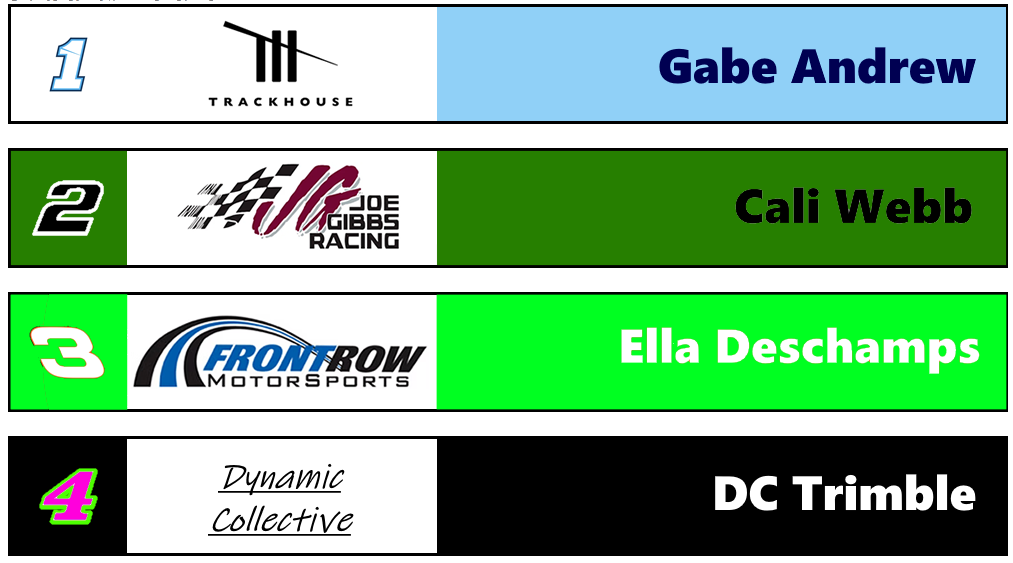 1
TRACKHOUSE
Gabe Andrew
2
JG JOE
GIBBS
RACING
Cali Webb
3
FRONTROW
MOTORSPORTS
Ella Deschamps
4
Dynamic
Collective
DC Trimble